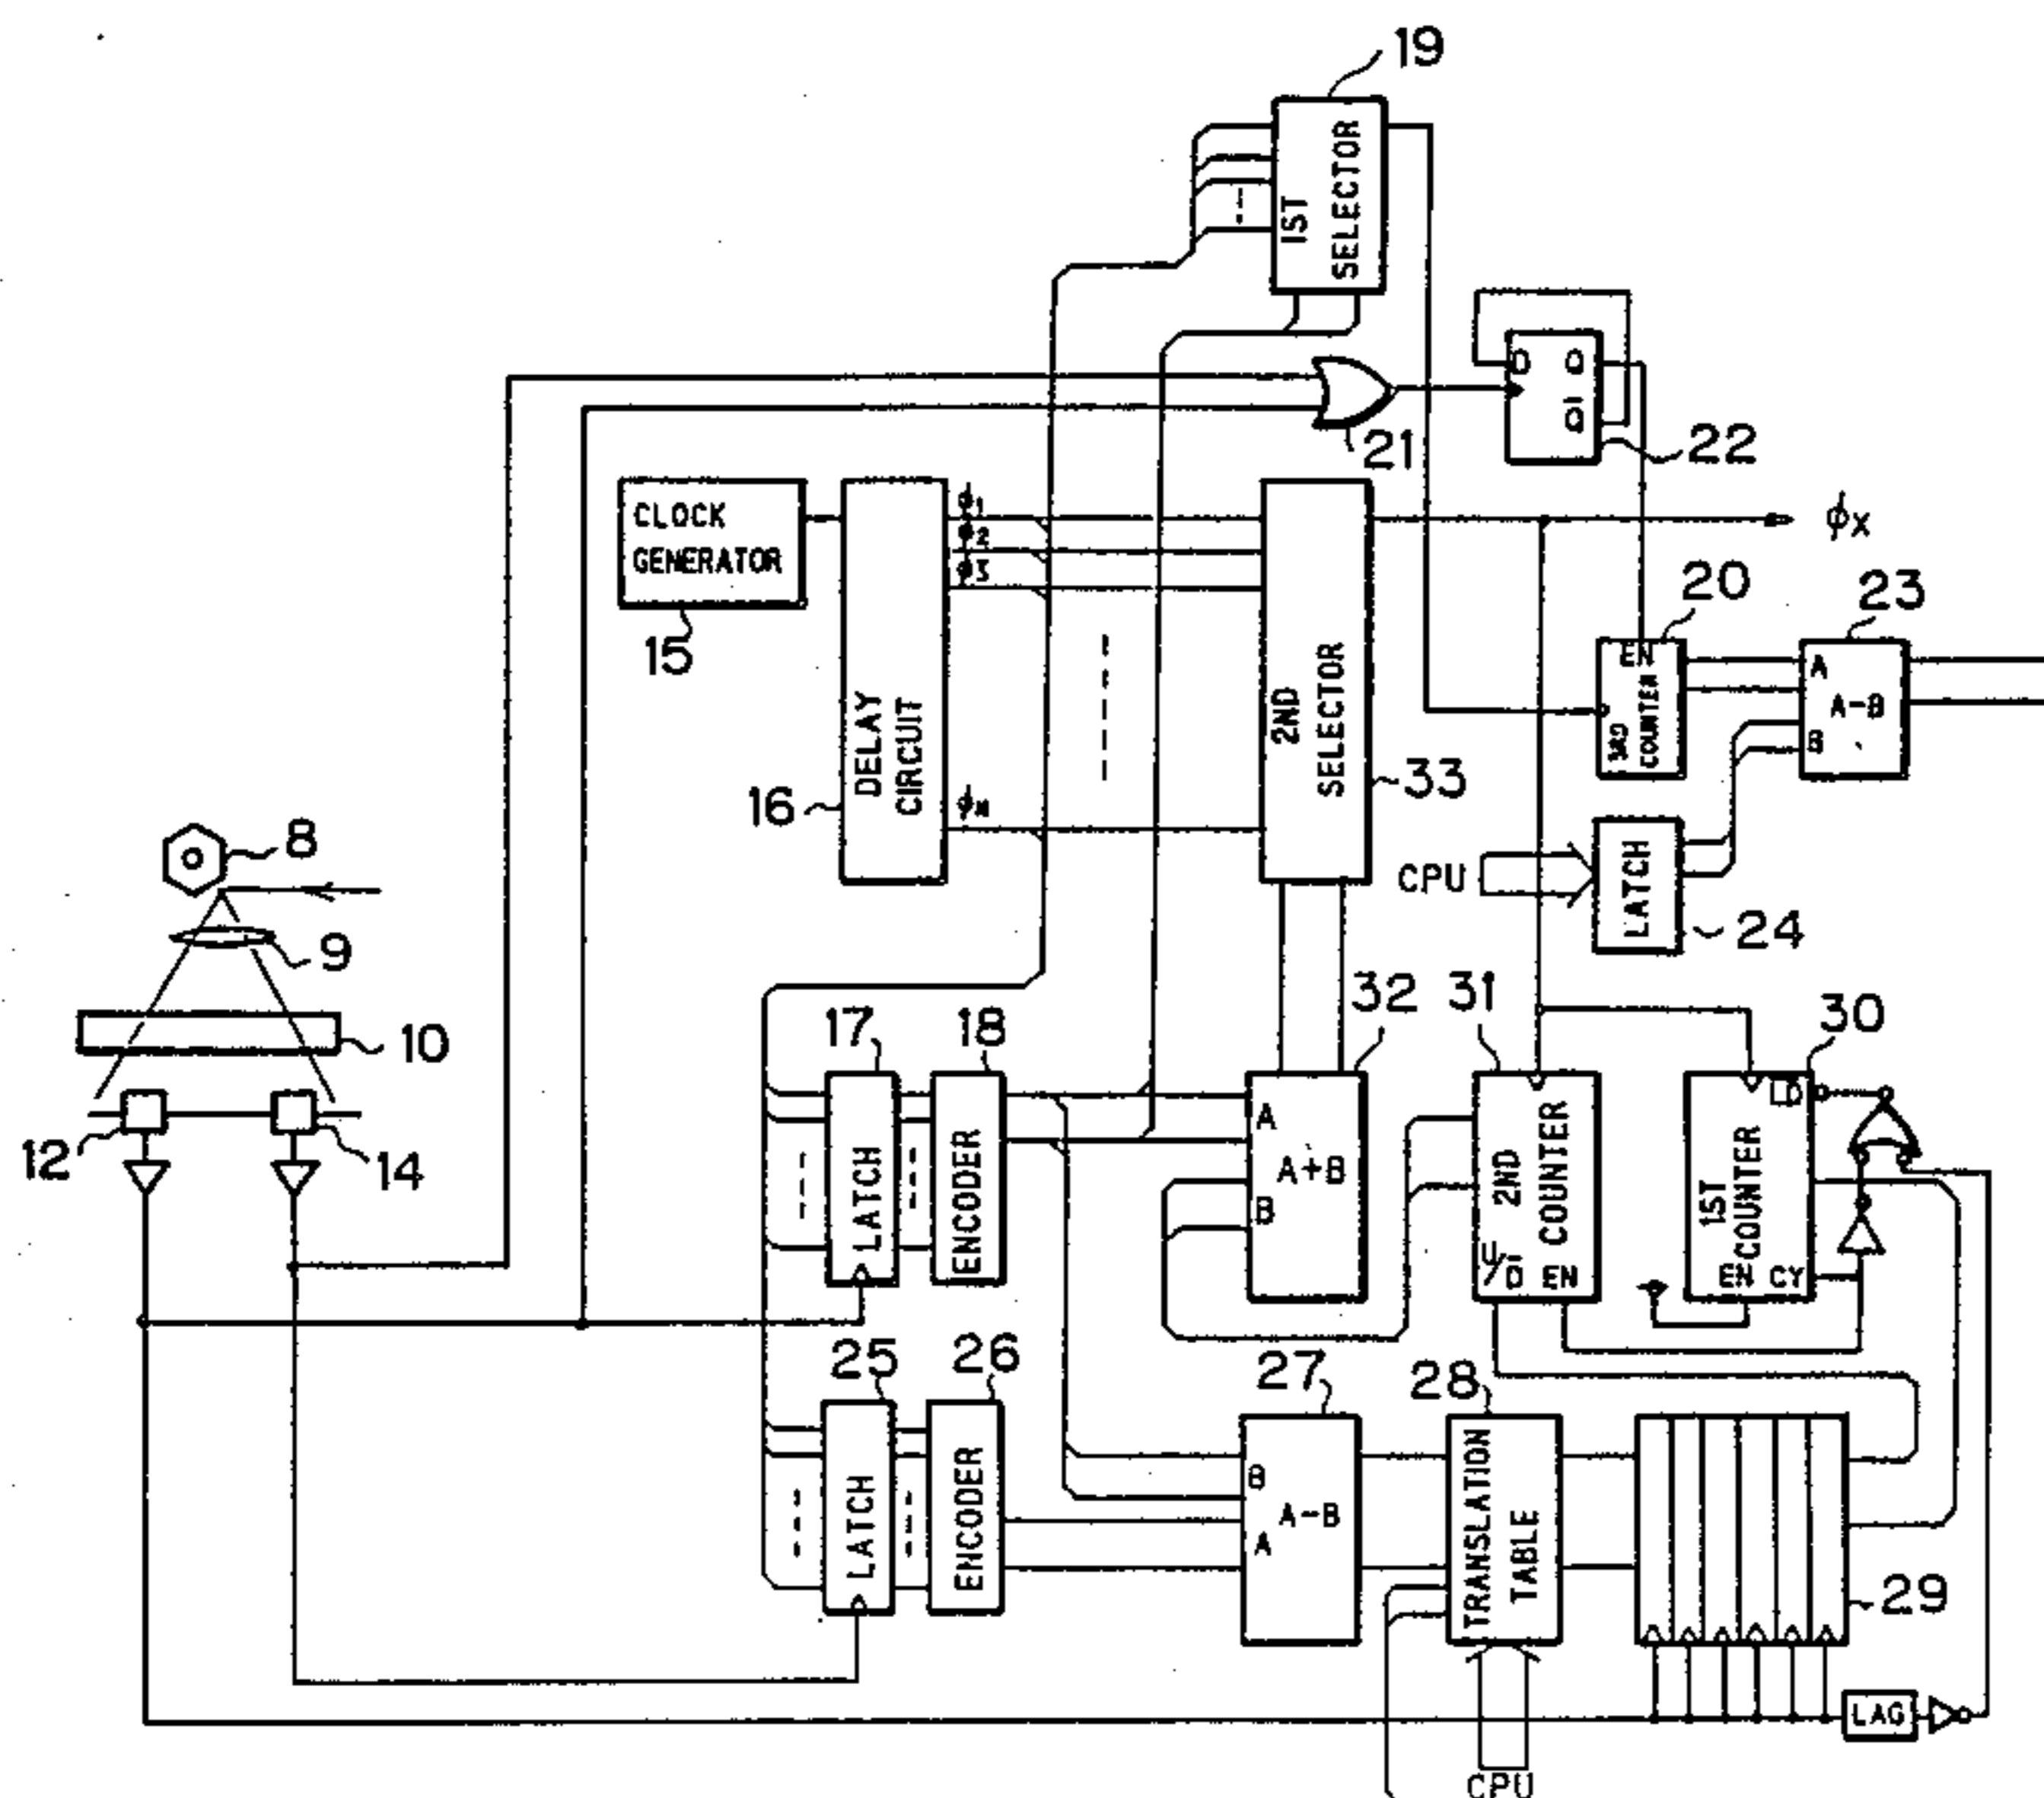 19
1ST
SELECTOR
D Q
Q̅
21
22
CLOCK
GENERATOR
15
ϕ1
ϕ2
ϕ3
ϕN
DELAY
CIRCUIT
16
2ND
SELECTOR
33
ϕX
20
EN
3RD
COUNTER
23
A
A-B
B
CPU
LATCH
24
8
9
10
12
14
17
LATCH
18
ENCODER
32
A
A+B
B
31
2ND
COUNTER
U/D̅ EN
30
LD
1ST
COUNTER
EN CY
25
LATCH
26
ENCODER
27
B
A-B
A
28
TRANSLATION
TABLE
29
LAG
CPU